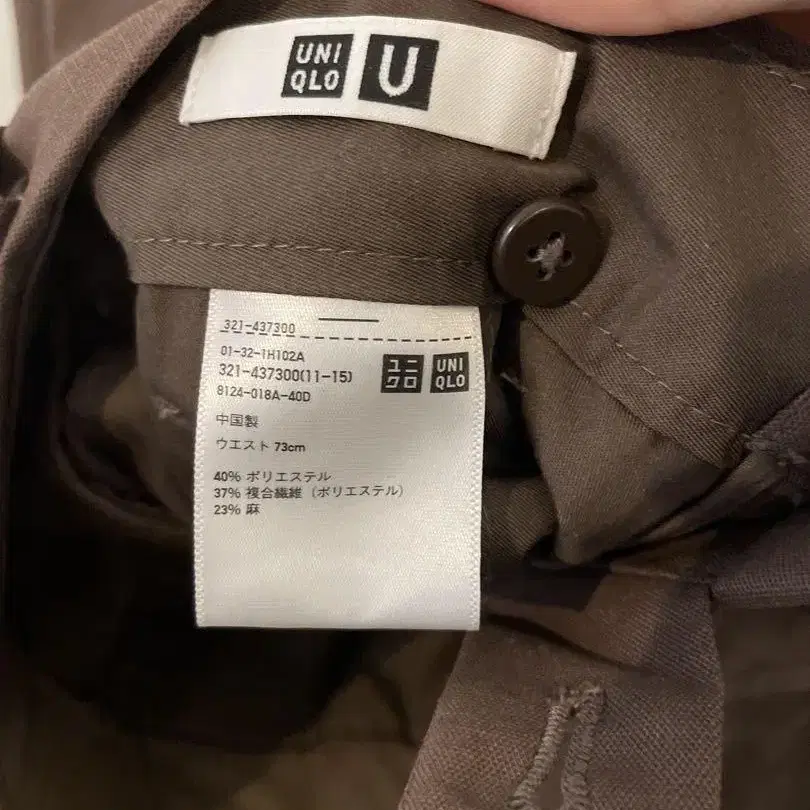 UNI
QLO
U
321-437300
01-32-1H102A
321-437300(11-15)
8124-018A-40D
ユニ
クロ
UNI
QLO
中国製
ウエスト 73cm
40% ポリエステル
37% 複合繊維（ポリエステル）
23% 麻